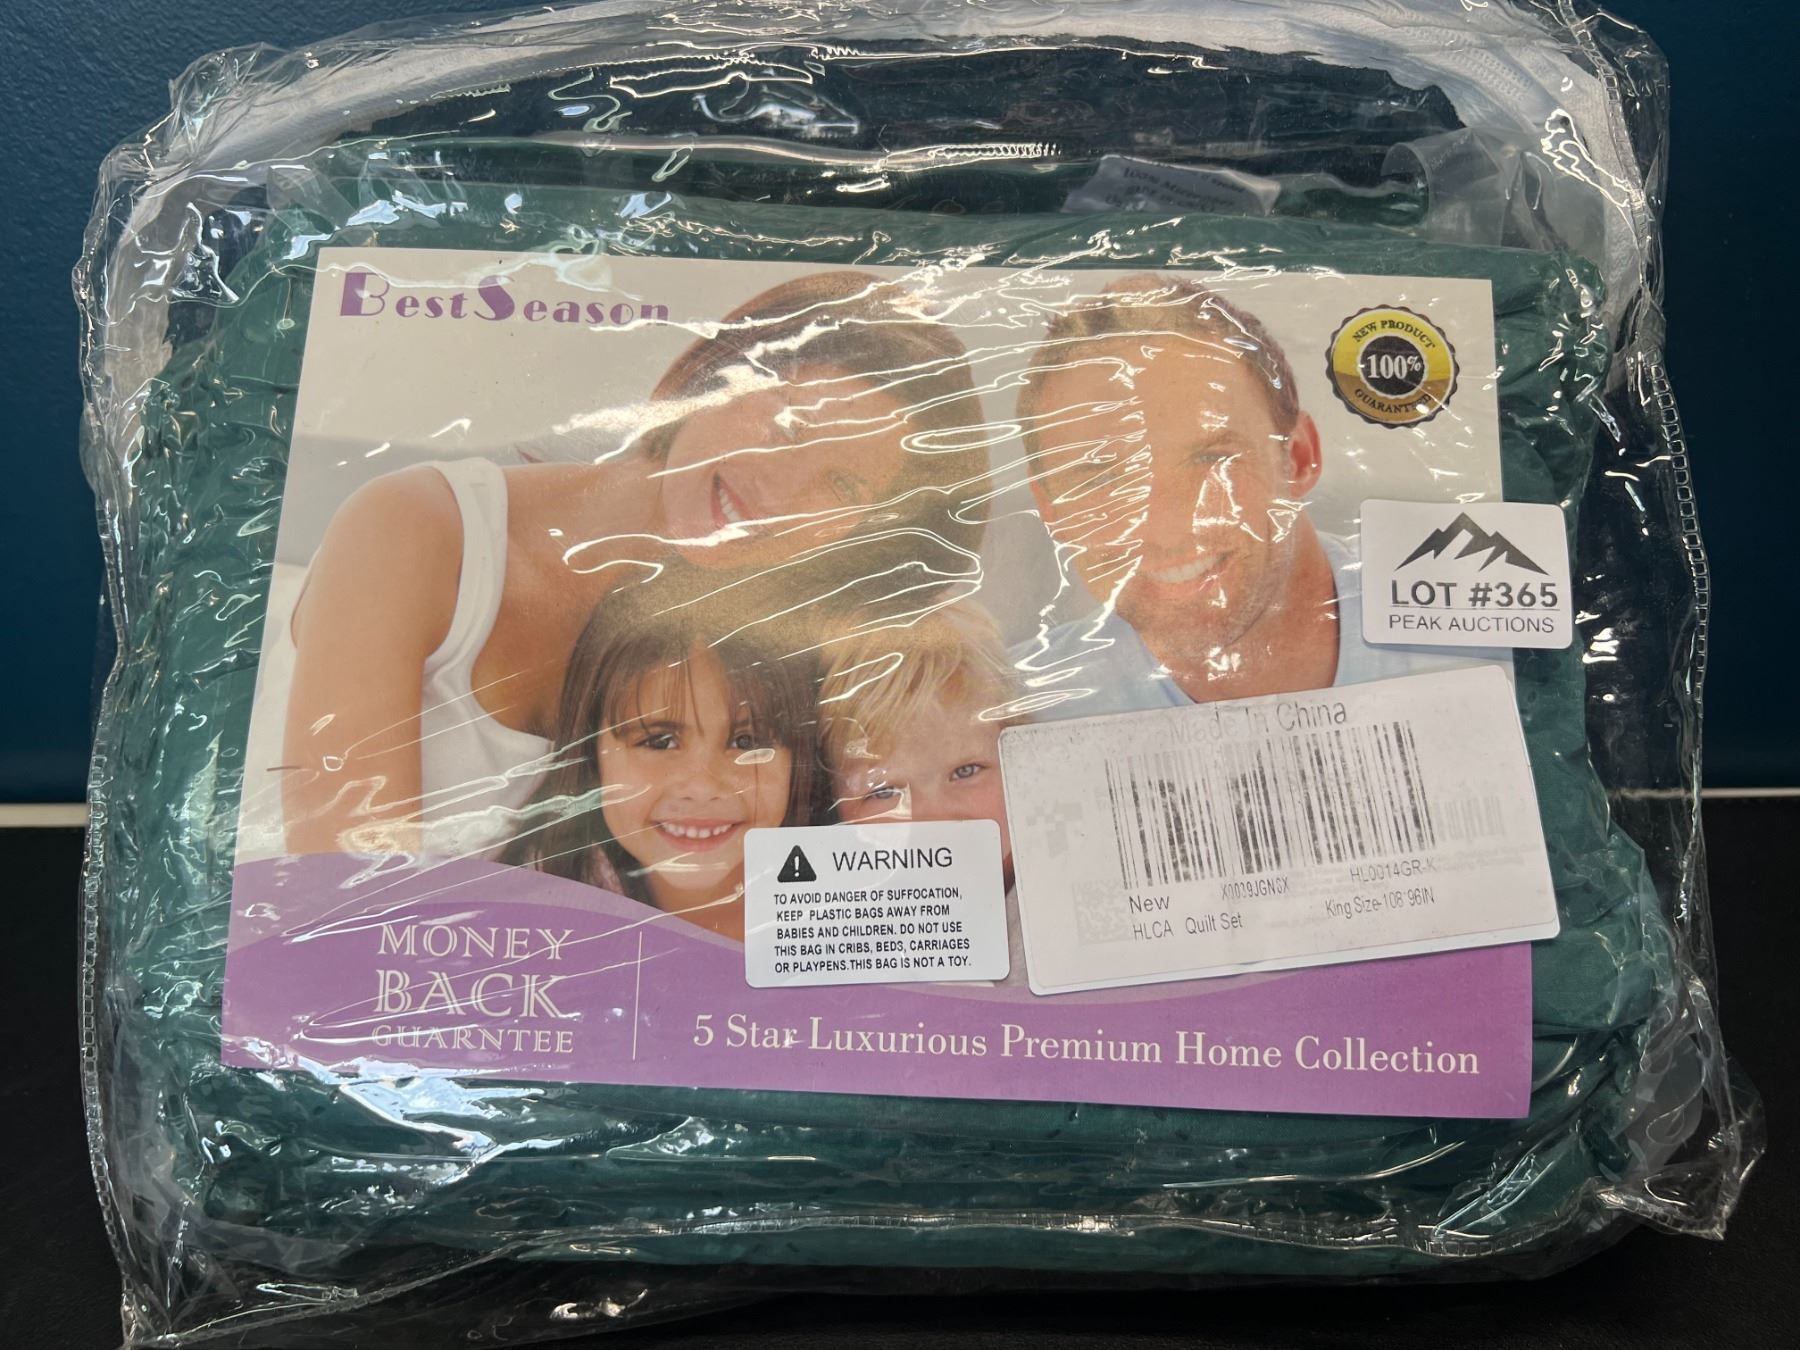 100% Microfiber
BestSeason
NEW PRODUCT
100%
GUARANTEED
LOT #365
PEAK AUCTIONS
Made In China
X0039JGNSX
HL0014GR-K
New
King Size-108*96IN
HLCA Quilt Set
WARNING
TO AVOID DANGER OF SUFFOCATION,
KEEP PLASTIC BAGS AWAY FROM
BABIES AND CHILDREN. DO NOT USE
THIS BAG IN CRIBS, BEDS, CARRIAGES
OR PLAYPENS.THIS BAG IS NOT A TOY.
MONEY
BACK
GUARNTEE
5 Star Luxurious Premium Home Collection